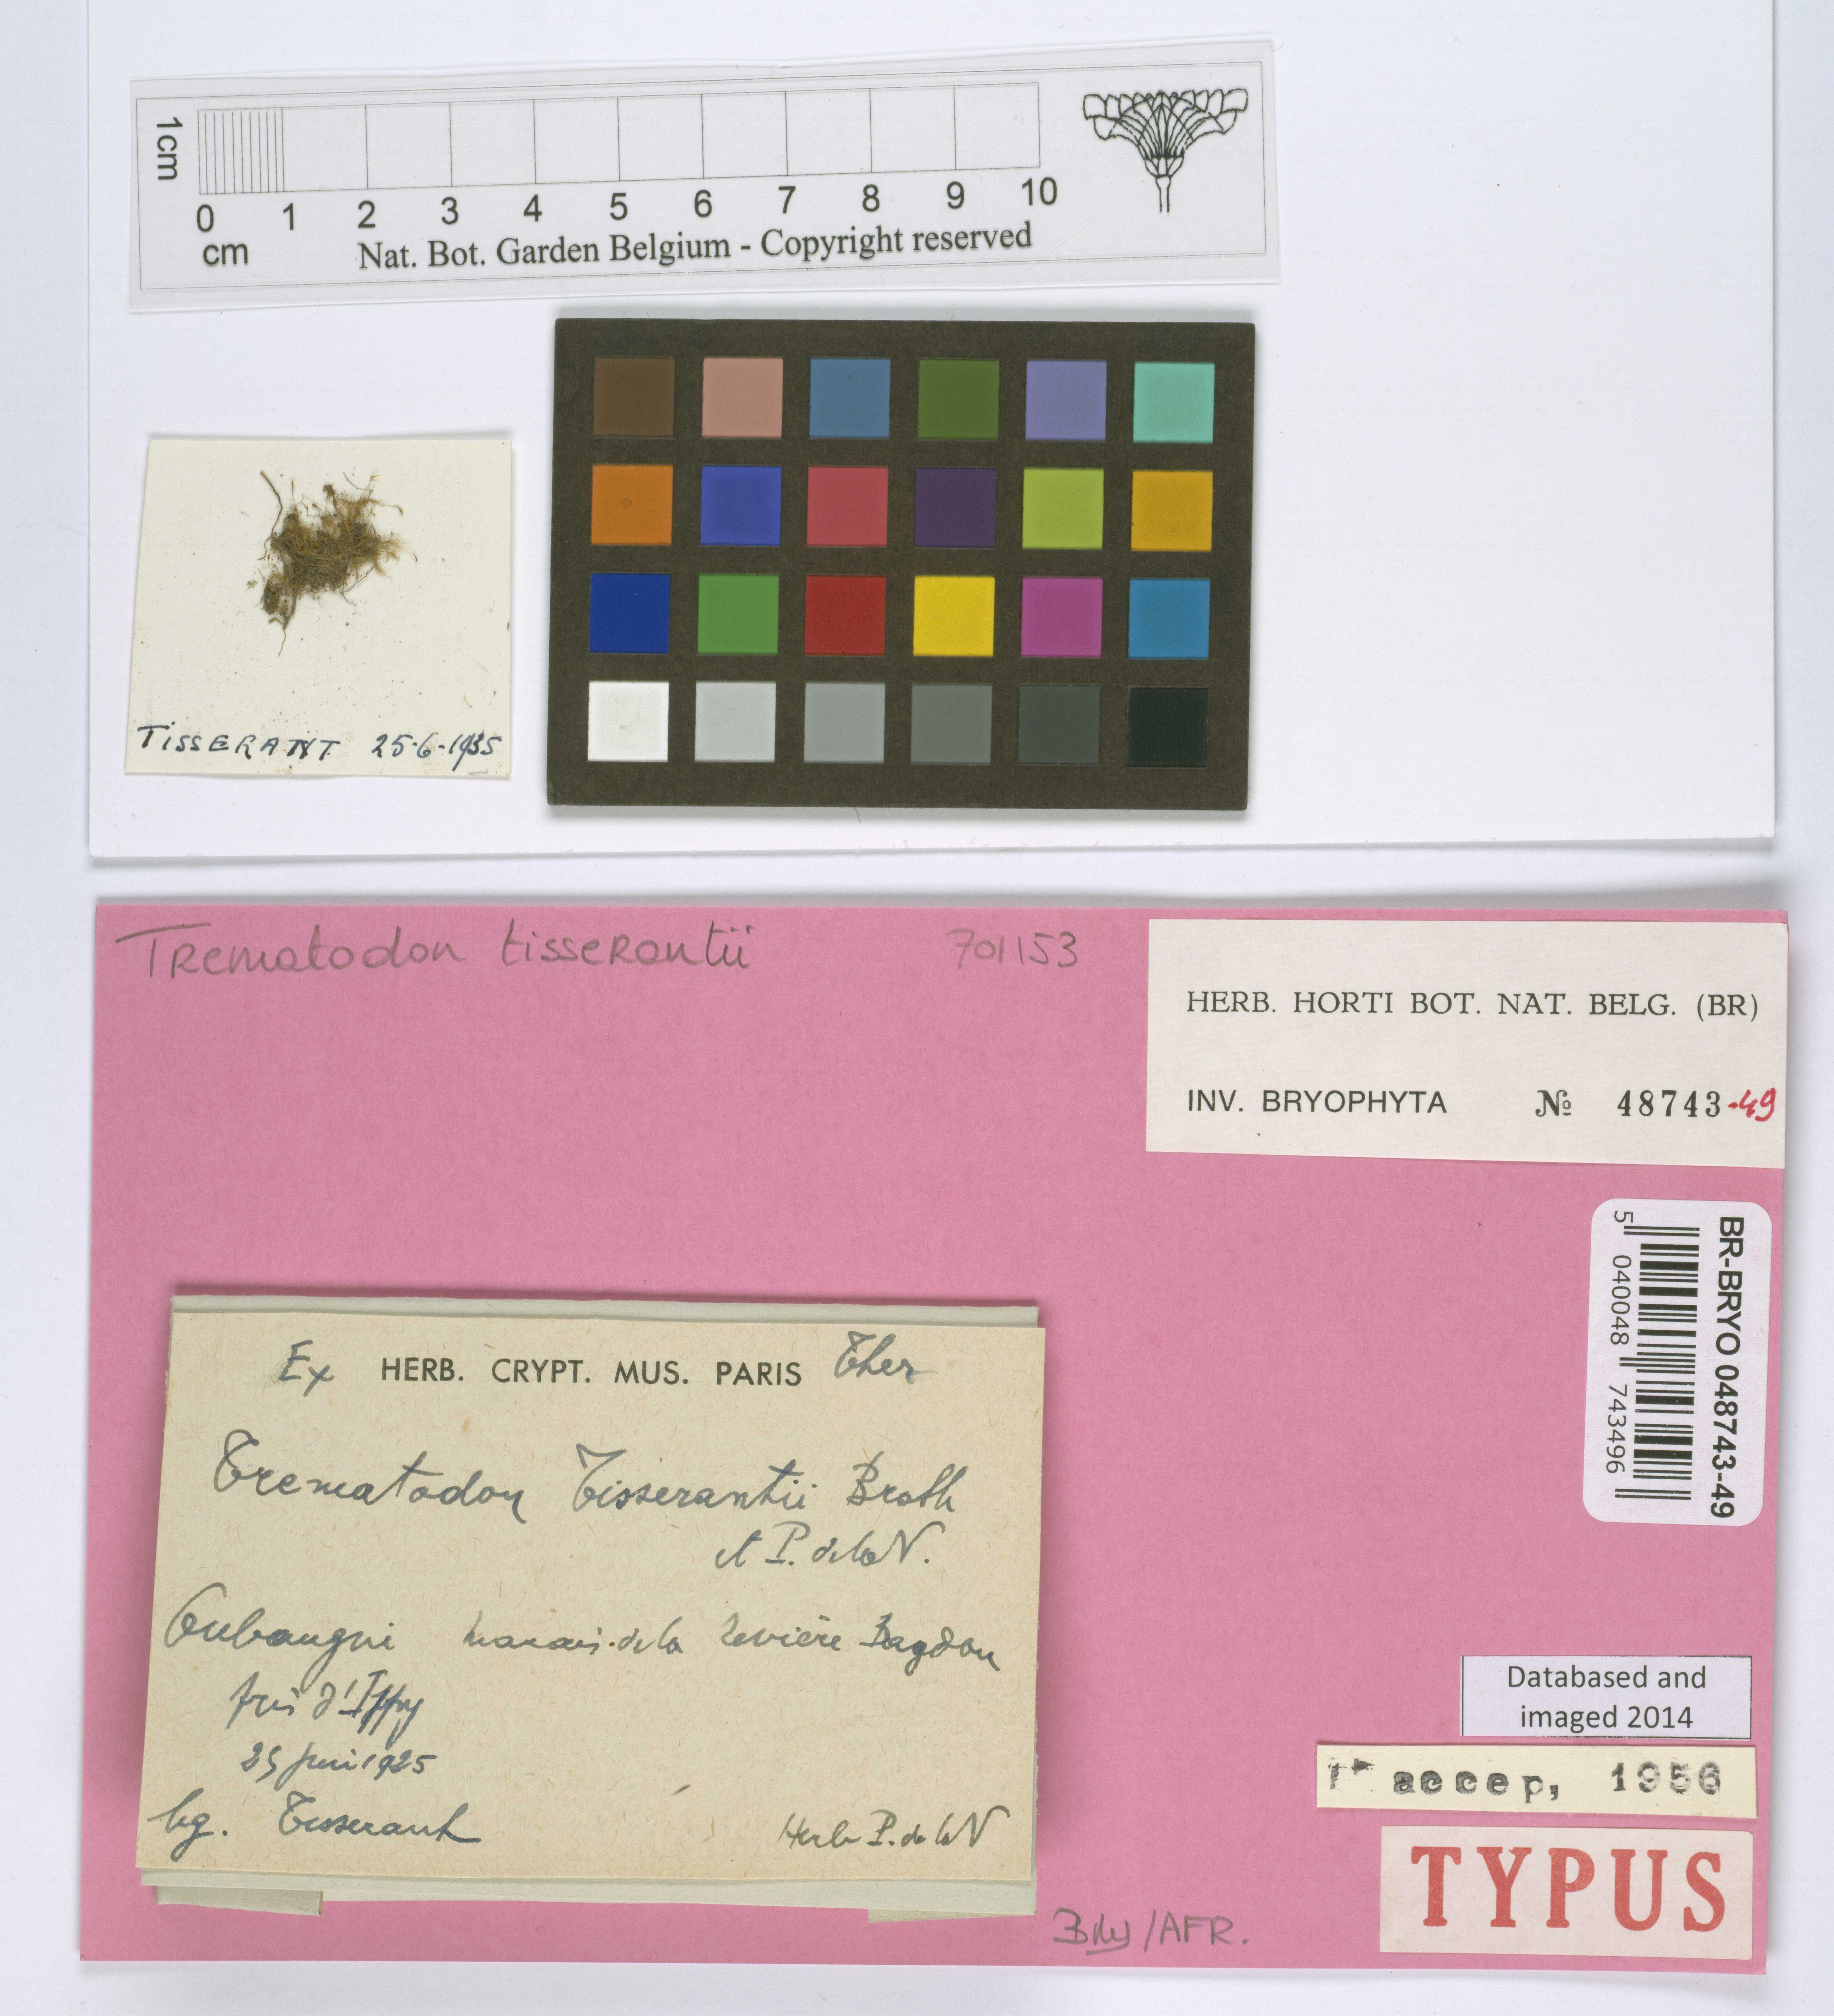 1cm
0 1 2 3 4 5 6 7 8 9 10
cm Nat. Bot. Garden Belgium - Copyright reserved
TISSERANT 25-6-1935
Trematodon tisserantii 701153
HERB. HORTI BOT. NAT. BELG. (BR)
INV. BRYOPHYTA № 48743-49
BR-BRYO 048743-49
5 040048 743496
Ex HERB. CRYPT. MUS. PARIS Ther
Trematodon Tisserantii Broth
et P. de la V.
Oubangui marais de la rivière
près d'Ippy
25 juin 1925
leg. Tisserant
Herb P. de la V
Databased and
imaged 2014
accep, 1956
TYPUS
/AFR.